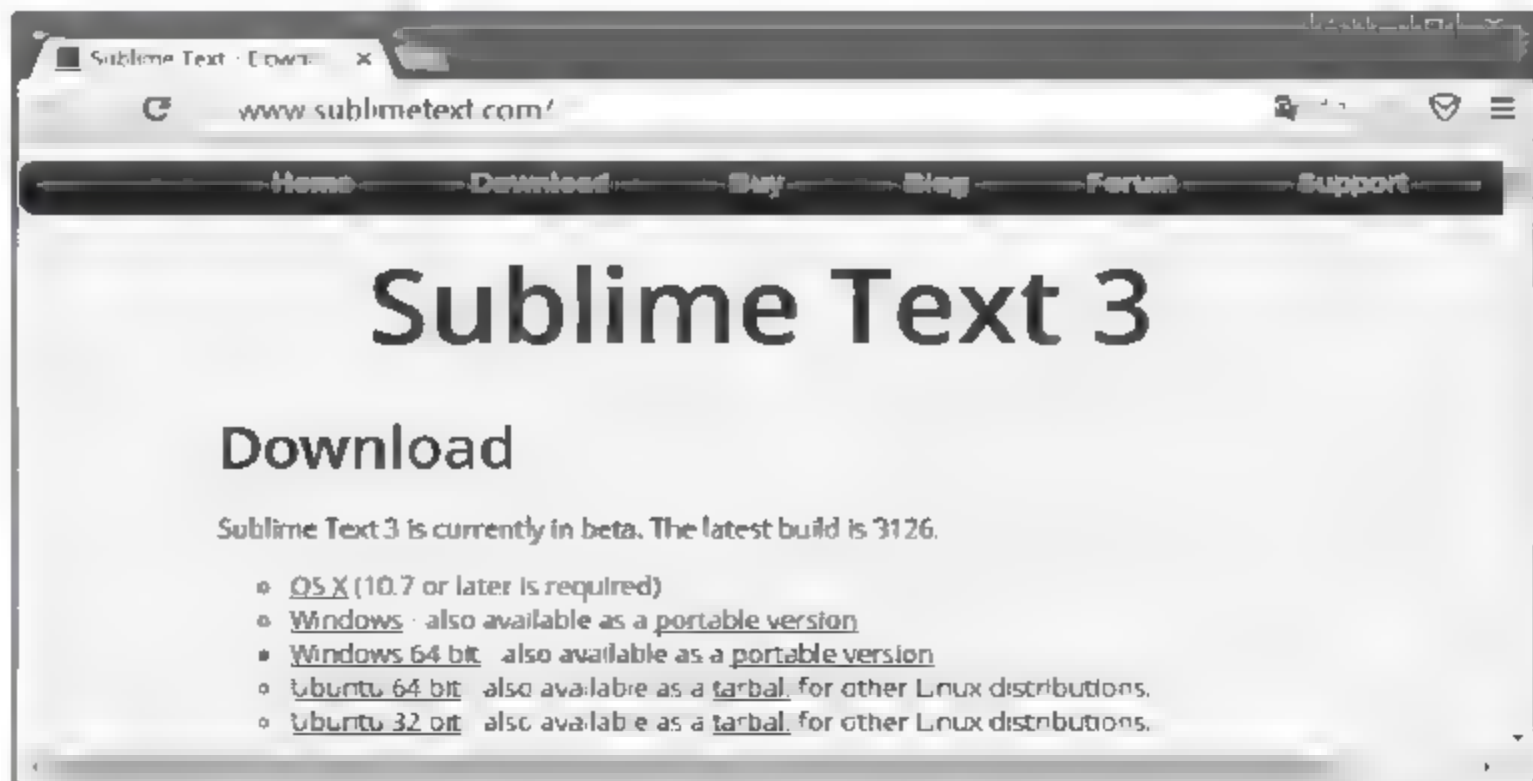 Sublime Text
www.sublimetext.com/
Home Download Buy Blog Forum Support
Sublime Text 3
Download
Sublime Text 3 is currently in beta. The latest build is 3126.
OS X (10.7 or later is required)
Windows - also available as a portable version
Windows 64 bit also available as a portable version
Ubuntu 64 bit also available as a tarball for other Linux distributions.
Ubuntu 32 bit also available as a tarball for other Linux distributions.